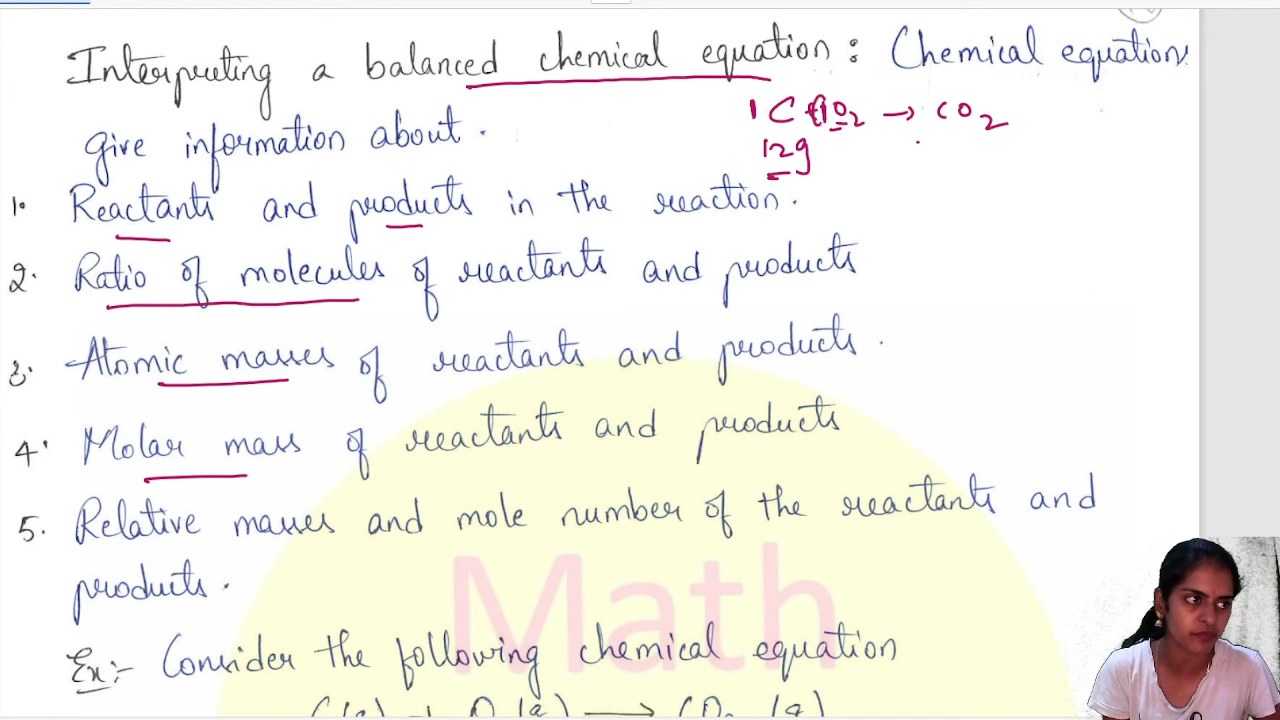 Interpreting a balanced chemical equation : Chemical equations
give information about.
1 C + 1O2 → CO2
12g
1. Reactants and products in the reaction.
2. Ratio of molecules of reactants and products
3. Atomic masses of reactants and products.
4. Molar mass of reactants and products
5. Relative masses and mole number of the reactants and
products.
Ex:- Consider the following chemical equation
C(s) + O2(g) → CO2 (g)
Math